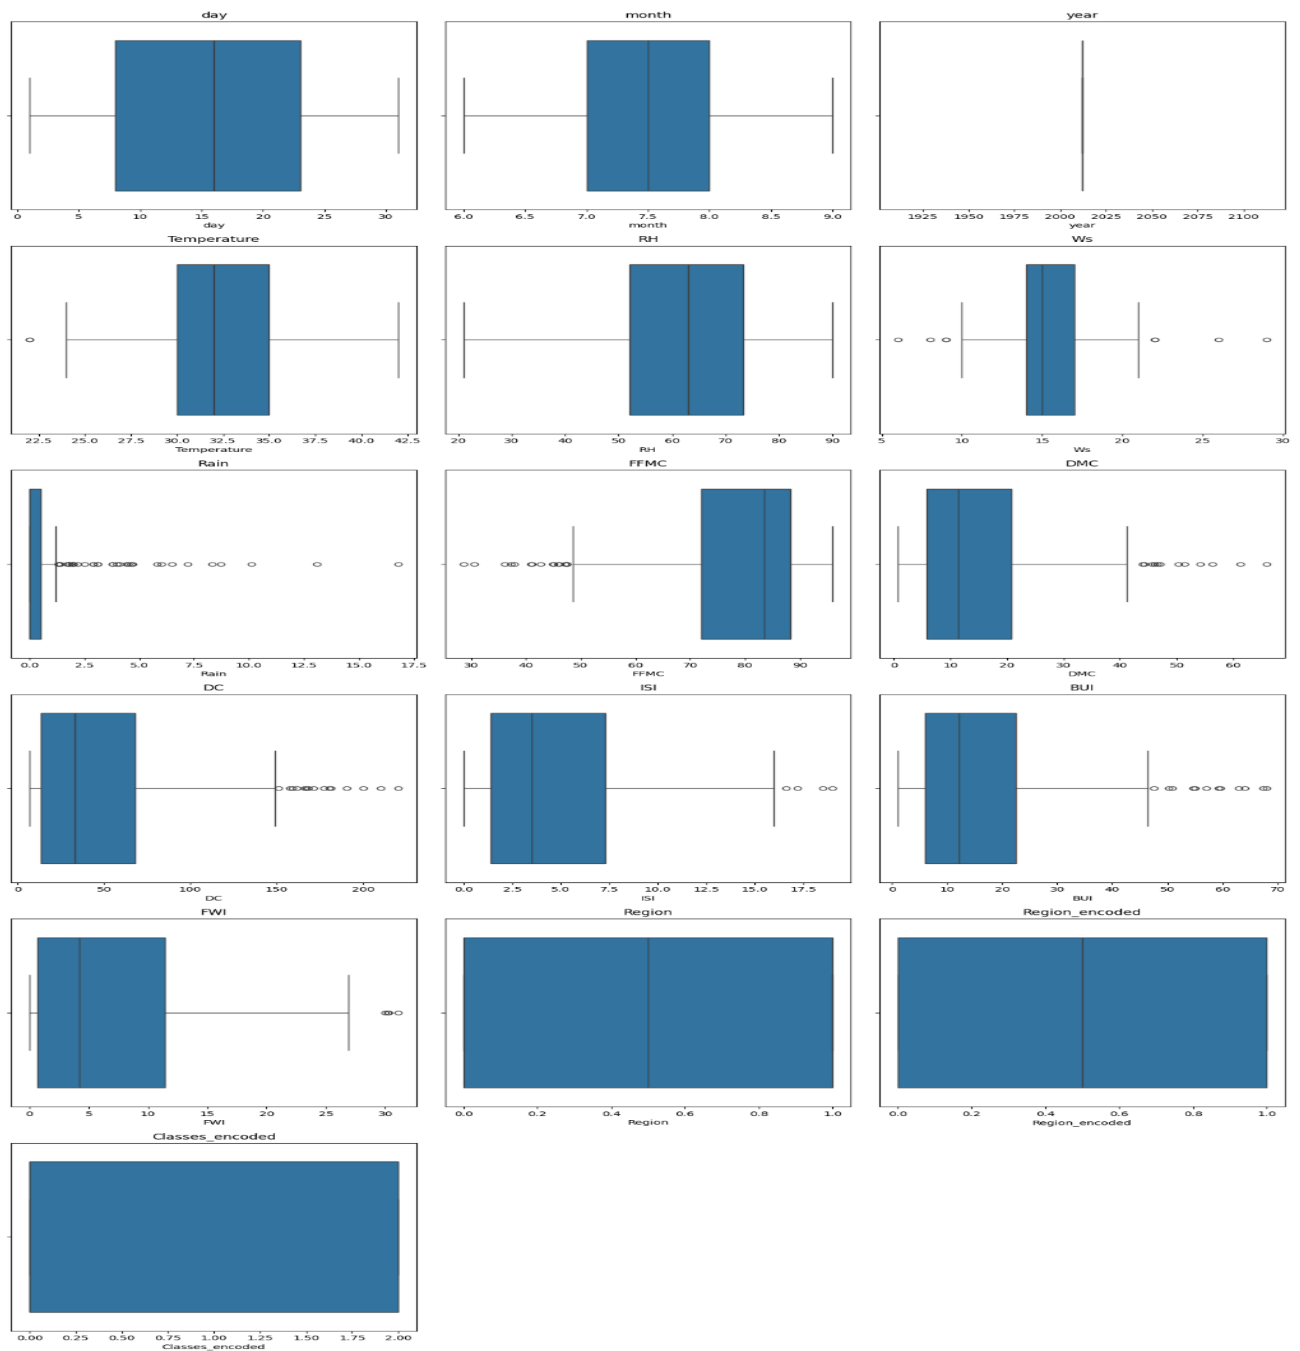 day month year
0 5 10 15 20 25 30 6.0 6.5 7.0 7.5 8.0 8.5 9.0 1925 1950 1975 2000 2025 2050 2075 2100
day month year
Temperature RH Ws
22.5 25.0 27.5 30.0 32.5 35.0 37.5 40.0 42.5 20 30 40 50 60 70 80 90 5 10 15 20 25 30
Temperature RH Ws
Rain FFMC DMC
0.0 2.5 5.0 7.5 10.0 12.5 15.0 17.5 30 40 50 60 70 80 90 0 10 20 30 40 50 60
Rain FFMC DMC
DC ISI BUI
0 50 100 150 200 0.0 2.5 5.0 7.5 10.0 12.5 15.0 17.5 0 10 20 30 40 50 60 70
DC ISI BUI
FWI Region Region_encoded
0 5 10 15 20 25 30 0.0 0.2 0.4 0.6 0.8 1.0 0.0 0.2 0.4 0.6 0.8 1.0
FWI Region Region_encoded
Classes_encoded
0.00 0.25 0.50 0.75 1.00 1.25 1.50 1.75 2.00
Classes_encoded